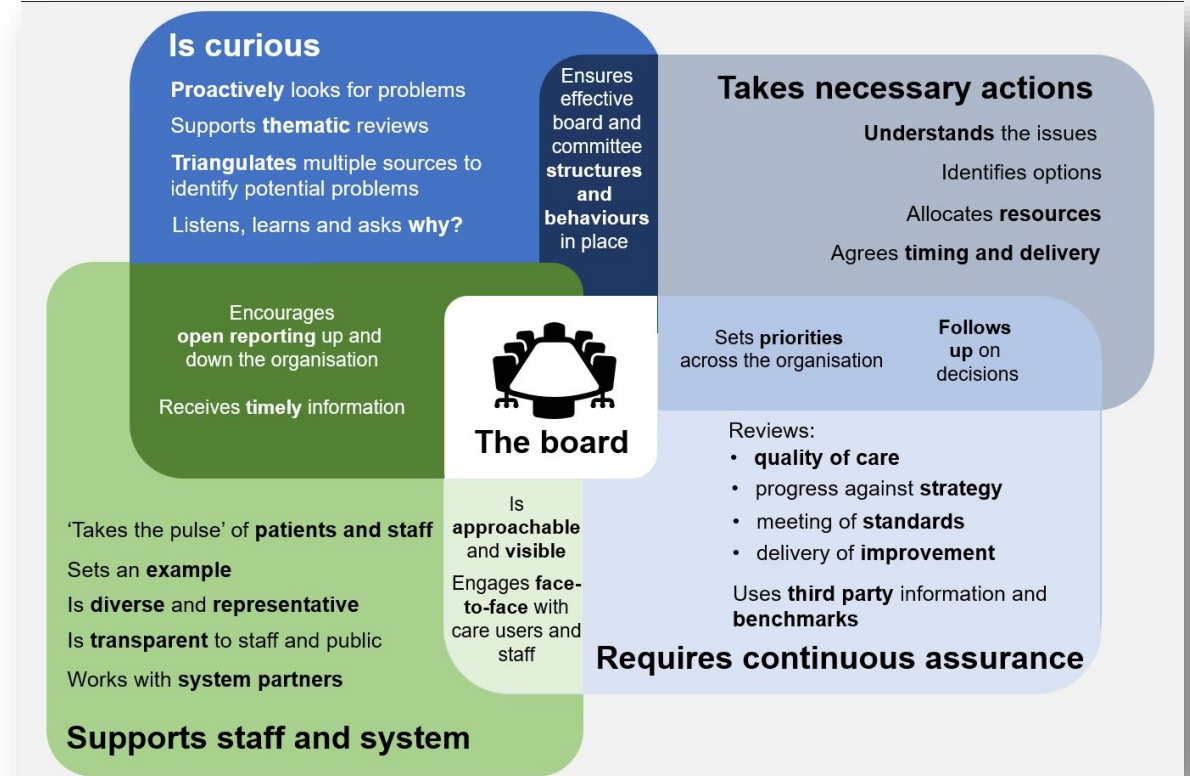 Is curious
Proactively looks for problems
Supports thematic reviews
Triangulates multiple sources to
identify potential problems
Listens, learns and asks why?
Ensures
effective
board and
committee
structures
and
behaviours
in place
Takes necessary actions
Understands the issues
Identifies options
Allocates resources
Agrees timing and delivery
Encourages
open reporting up and
down the organisation
Receives timely information
The board
Sets priorities
across the organisation
Follows
up on
decisions
Reviews:
• quality of care
• progress against strategy
• meeting of standards
• delivery of improvement
Uses third party information and
benchmarks
Requires continuous assurance
Is
approachable
and visible
Engages face-
to-face with
care users and
staff
‘Takes the pulse’ of patients and staff
Sets an example
Is diverse and representative
Is transparent to staff and public
Works with system partners
Supports staff and system